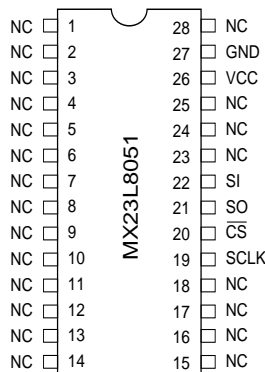 NC 1 28 NC
NC 2 27 GND
NC 3 26 VCC
NC 4 25 NC
NC 5 24 NC
NC 6 23 NC
NC 7 22 SI
NC 8 21 SO
NC 9 20 C̅S̅
NC 10 19 SCLK
NC 11 18 NC
NC 12 17 NC
NC 13 16 NC
NC 14 15 NC
MX23L8051